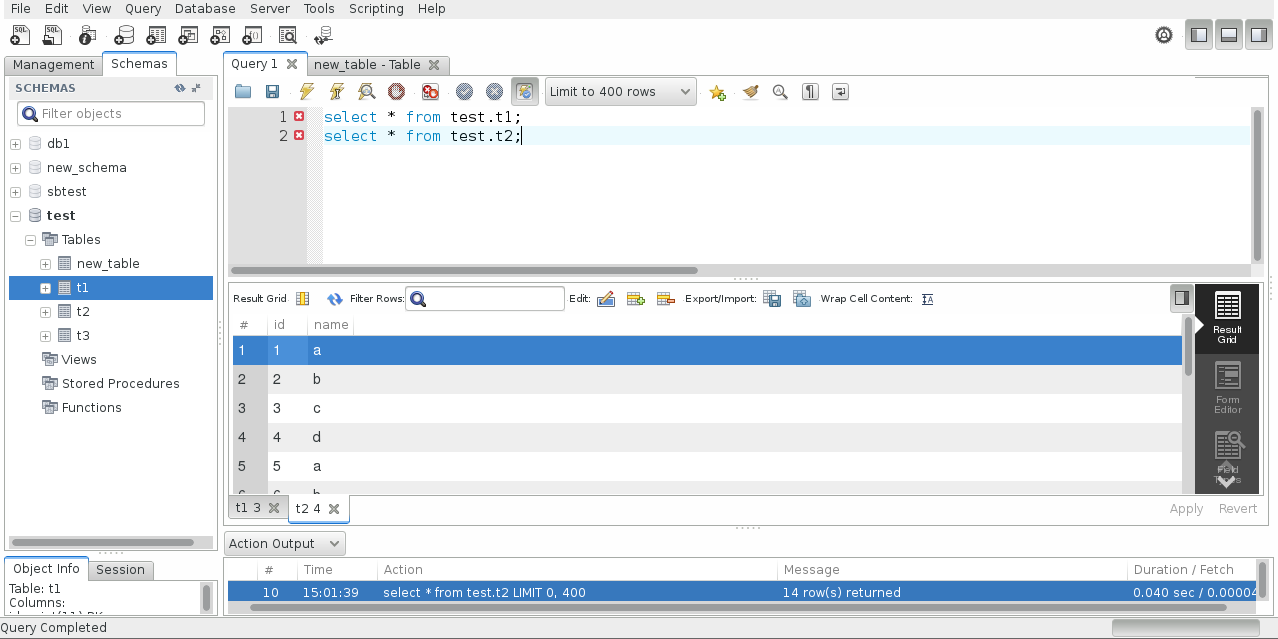 File Edit View Query Database Server Tools Scripting Help
Management Schemas Query 1 new_table - Table
SCHEMAS
Filter objects
db1
new_schema
sbtest
test
Tables
new_table
t1
t2
t3
Views
Stored Procedures
Functions
Limit to 400 rows
1 select * from test.t1;
2 select * from test.t2;
Result Grid Filter Rows: Edit: Export/Import: Wrap Cell Content:
# id name
1 1 a
2 2 b
3 3 c
4 4 d
5 5 a
6 6 b
Result Grid
Form Editor
Field Types
t1 3 t2 4 Apply Revert
Action Output
# Time Action Message Duration / Fetch
10 15:01:39 select * from test.t2 LIMIT 0, 400 14 row(s) returned 0.040 sec / 0.00004
Object Info Session
Table: t1
Columns:
Query Completed